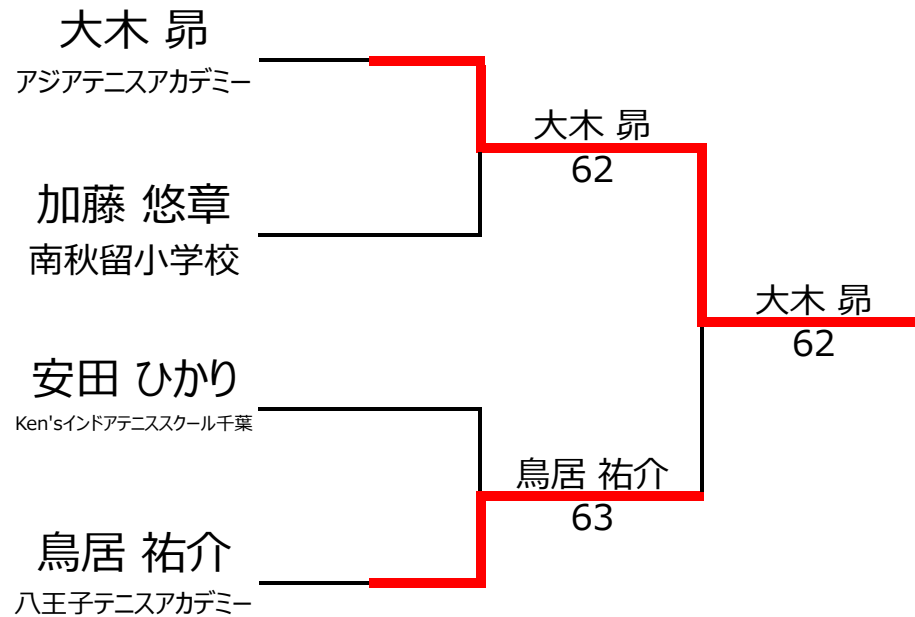 大木 昴
アジアテニスアカデミー
加藤 悠章
南秋留小学校
安田 ひかり
Ken'sインドアテニススクール千葉
鳥居 祐介
八王子テニスアカデミー
大木 昴
62
鳥居 祐介
63
大木 昴
62